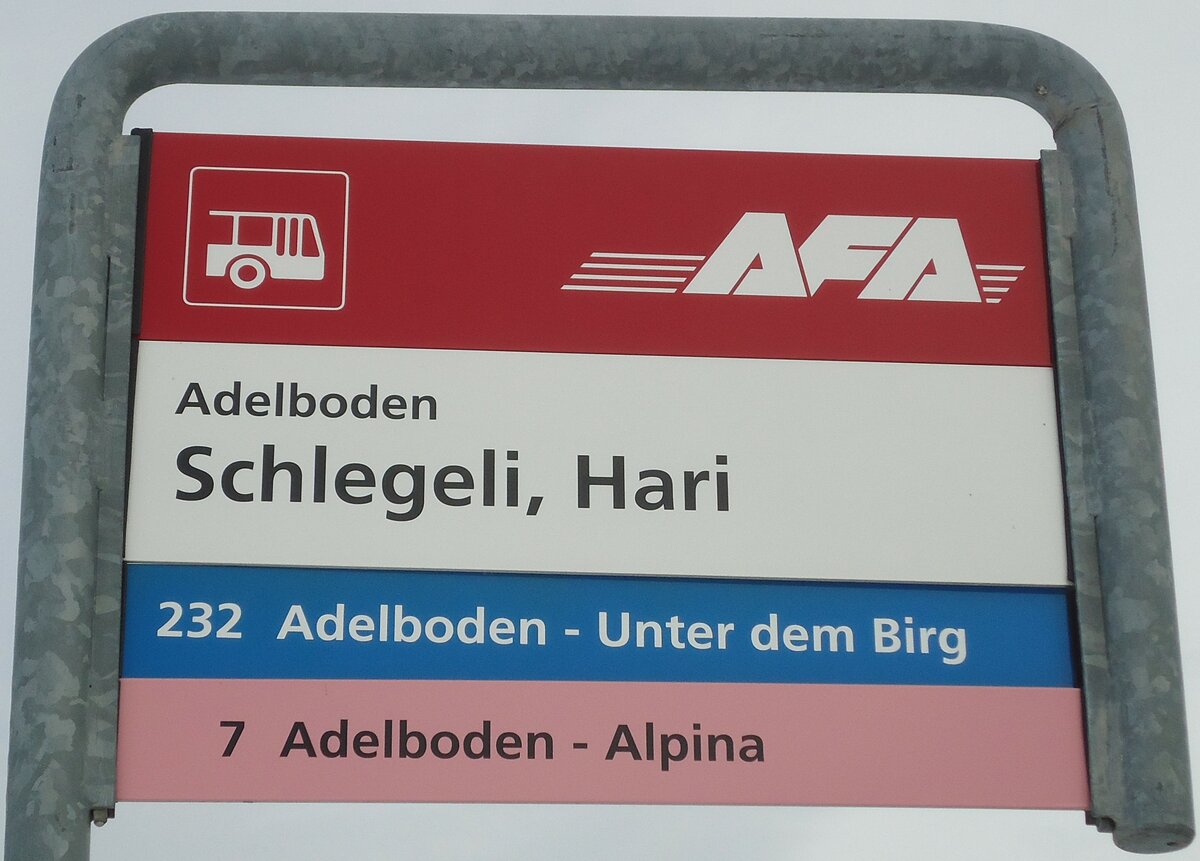 AFA
Adelboden
Schlegeli, Hari
232 Adelboden - Unter dem Birg
7 Adelboden - Alpina